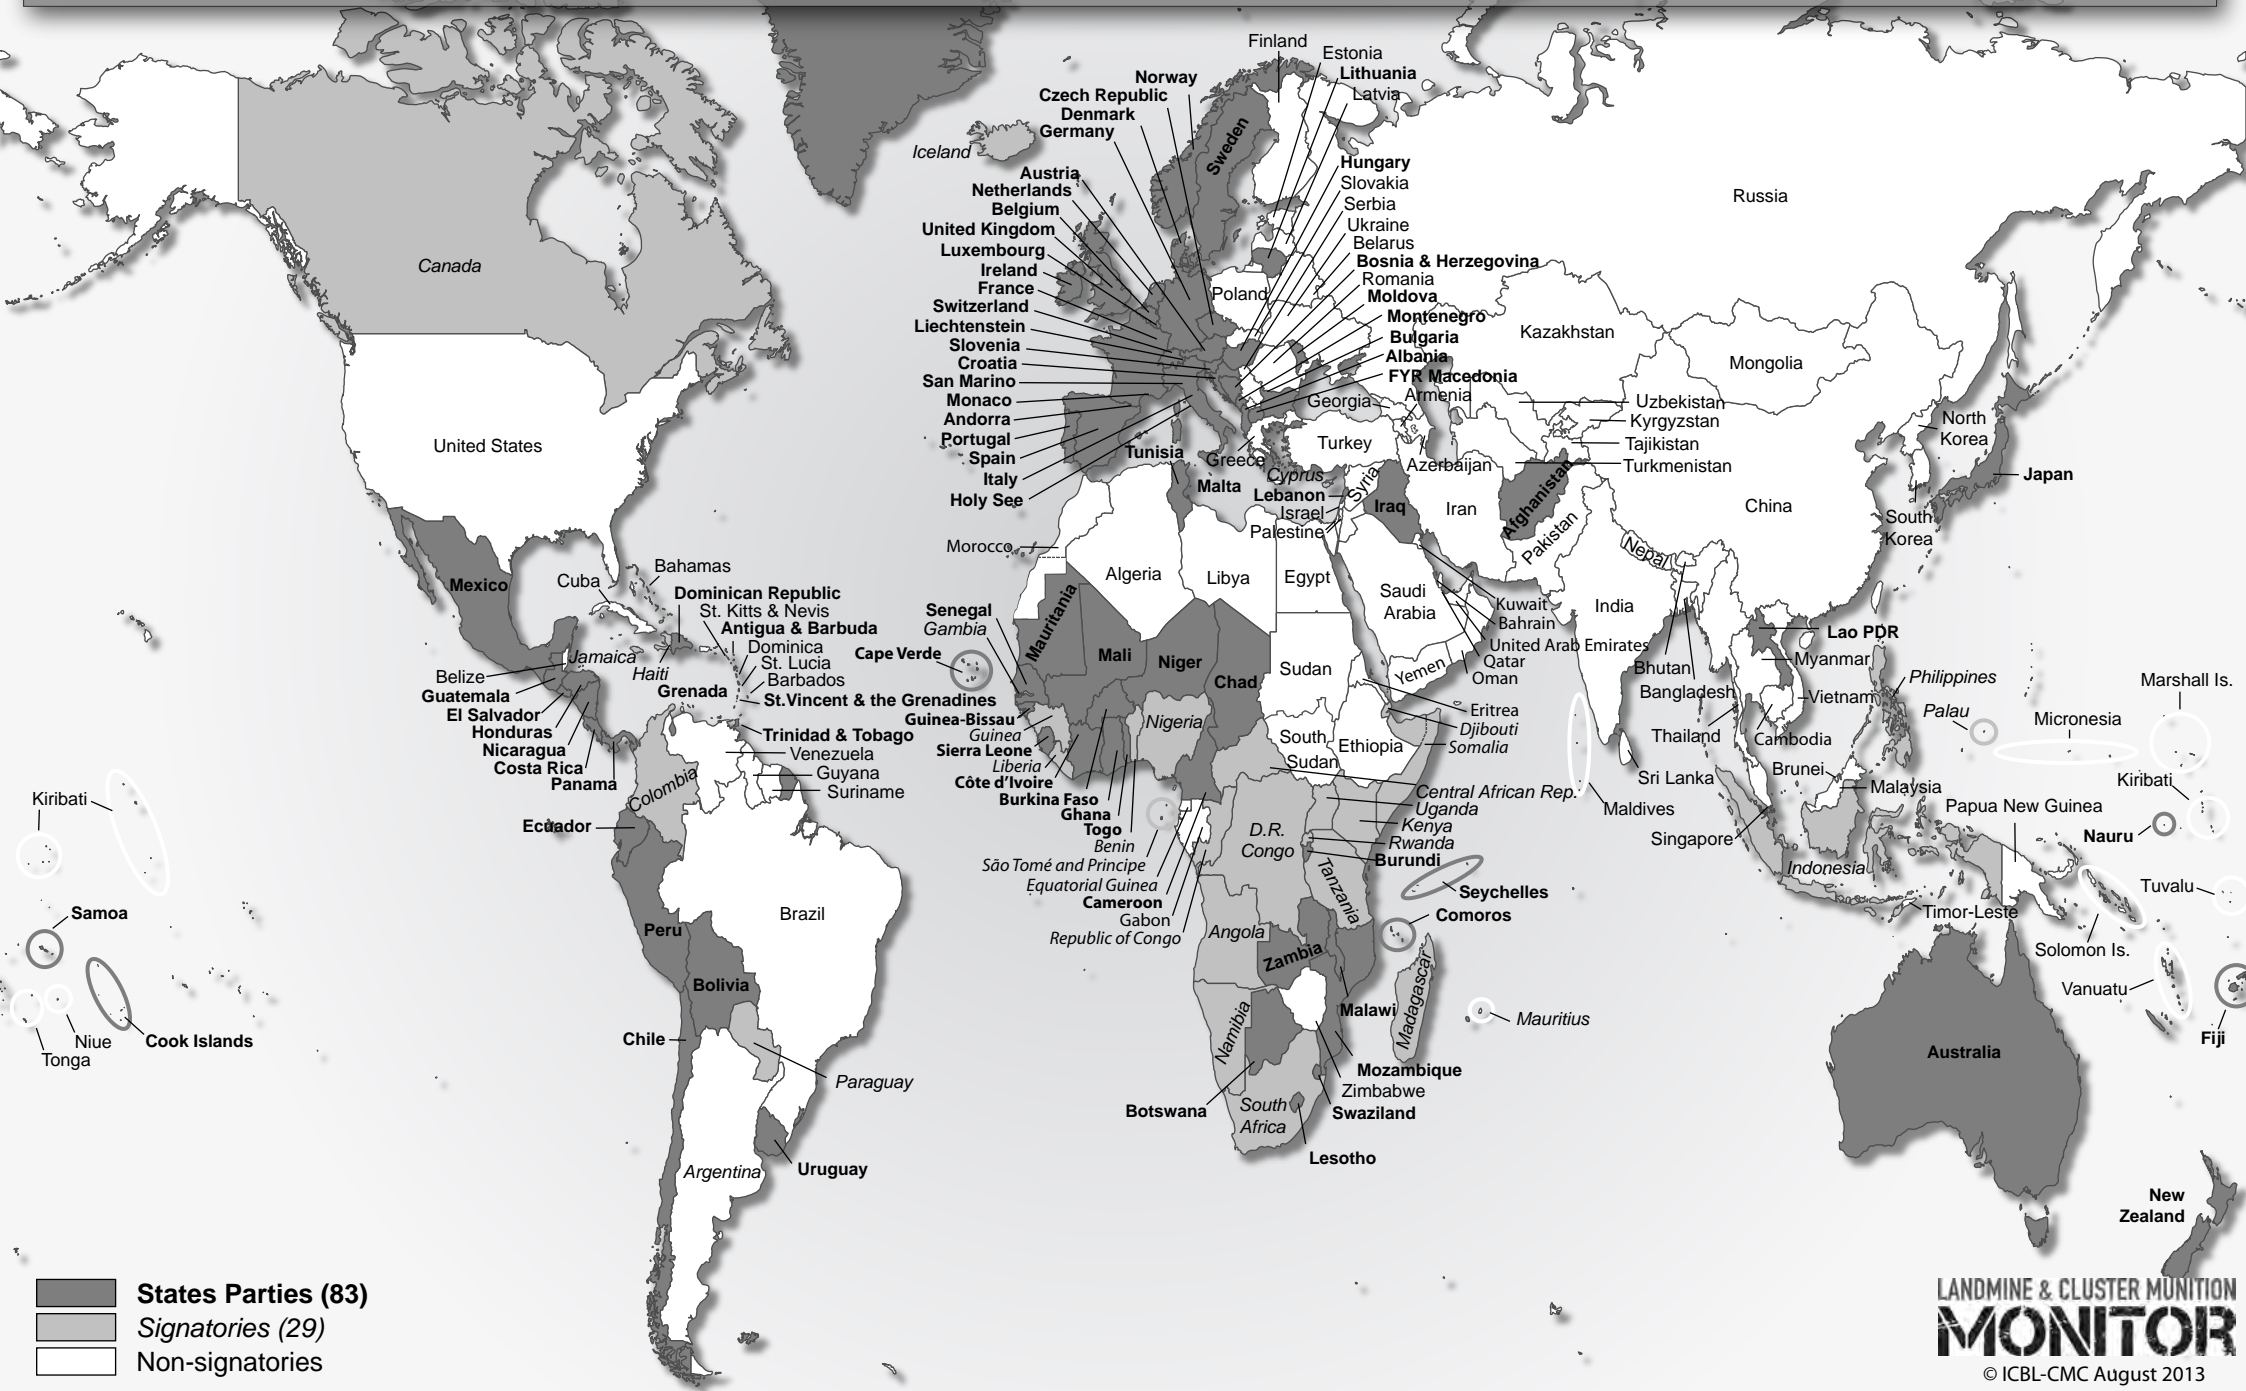 Finland
Estonia
Lithuania
Latvia
Norway
Czech Republic
Denmark
Germany
Iceland
Sweden
Austria
Netherlands
Belgium
United Kingdom
Luxembourg
Ireland
France
Switzerland
Liechtenstein
Slovenia
Croatia
San Marino
Monaco
Andorra
Portugal
Spain
Italy
Holy See
Hungary
Slovakia
Serbia
Ukraine
Belarus
Bosnia & Herzegovina
Romania
Moldova
Montenegro
Bulgaria
Albania
FYR Macedonia
Armenia
Georgia
Poland
Russia
Canada
United States
Kazakhstan
Mongolia
Uzbekistan
Kyrgyzstan
Tajikistan
Turkmenistan
North
Korea
South
Korea
Japan
China
Turkey
Greece
Cyprus
Azerbaijan
Tunisia
Malta
Lebanon
Israel
Palestine
Syria
Iraq
Iran
Afghanistan
Pakistan
Nepal
India
Morocco
Algeria
Libya
Egypt
Saudi
Arabia
Kuwait
Bahrain
United Arab Emirates
Qatar
Oman
Yemen
Bhutan
Bangladesh
Thailand
Lao PDR
Myanmar
Vietnam
Cambodia
Philippines
Palau
Micronesia
Marshall Is.
Kiribati
Nauru
Tuvalu
Sri Lanka
Maldives
Brunei
Malaysia
Singapore
Indonesia
Papua New Guinea
Timor-Leste
Solomon Is.
Vanuatu
Fiji
Australia
New
Zealand
Mexico
Cuba
Bahamas
Dominican Republic
St. Kitts & Nevis
Antigua & Barbuda
Dominica
St. Lucia
Barbados
St.Vincent & the Grenadines
Grenada
Jamaica
Haiti
Belize
Guatemala
El Salvador
Honduras
Nicaragua
Costa Rica
Panama
Trinidad & Tobago
Venezuela
Guyana
Suriname
Colombia
Ecuador
Peru
Brazil
Bolivia
Chile
Paraguay
Argentina
Uruguay
Kiribati
Samoa
Cook Islands
Niue
Tonga
Senegal
Gambia
Cape Verde
Mauritania
Mali
Niger
Chad
Sudan
Eritrea
Djibouti
Somalia
South
Sudan
Ethiopia
Nigeria
Guinea-Bissau
Guinea
Sierra Leone
Liberia
Côte d'Ivoire
Burkina Faso
Ghana
Togo
Benin
São Tomé and Principe
Equatorial Guinea
Cameroon
Gabon
Republic of Congo
Central African Rep.
Uganda
Kenya
Rwanda
Burundi
D.R.
Congo
Tanzania
Seychelles
Comoros
Angola
Zambia
Malawi
Madagascar
Mauritius
Namibia
Mozambique
Zimbabwe
Botswana
Swaziland
South
Africa
Lesotho
States Parties (83)
Signatories (29)
Non-signatories
LANDMINE & CLUSTER MUNITION
MONITOR
© ICBL-CMC August 2013